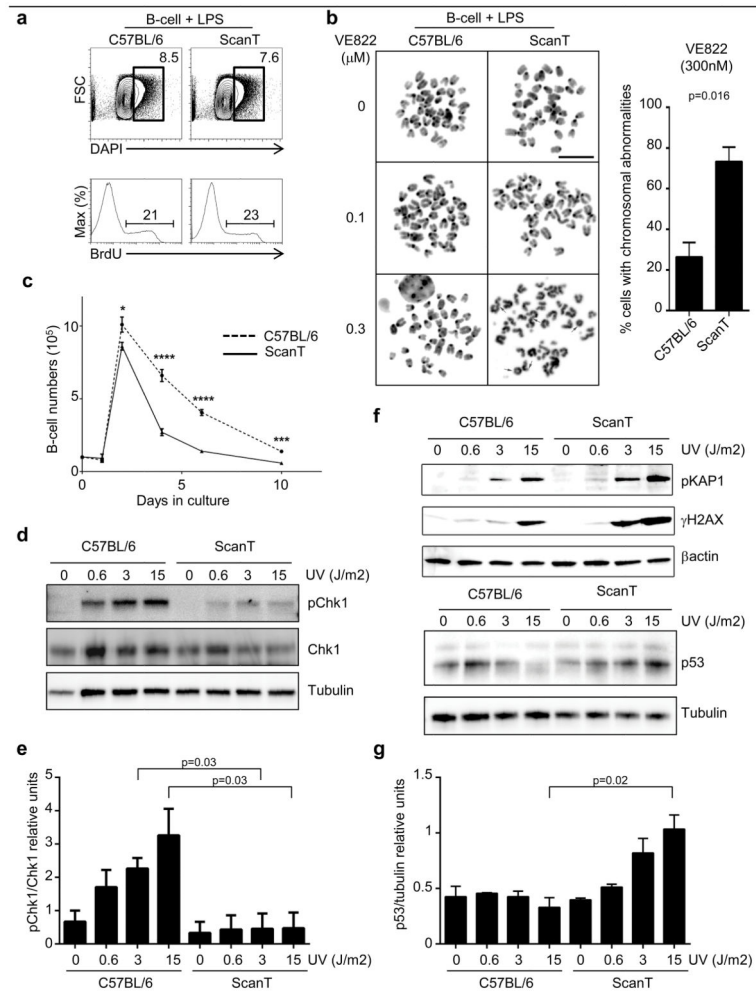 a
B-cell + LPS
C57BL/6 ScanT
8.5 7.6
FSC
DAPI
21 23
Max (%)
BrdU
b
B-cell + LPS
VE822 (μM) C57BL/6 ScanT
0
0.1
0.3
VE822
(300nM)
p=0.016
% cells with chromosomal abnormalities
100
80
60
40
20
0
C57BL/6 ScanT
c
B-cell numbers (10⁵)
10
5
0
* **** **** ***
C57BL/6
ScanT
0 5 10
Days in culture
d
C57BL/6 ScanT
0 0.6 3 15 0 0.6 3 15 UV (J/m2)
pChk1
Chk1
Tubulin
e
p=0.03
p=0.03
pChk1/Chk1 relative units
5
4
3
2
1
0
0 0.6 3 15 0 0.6 3 15 UV (J/m2)
C57BL/6 ScanT
f
C57BL/6 ScanT
0 0.6 3 15 0 0.6 3 15 UV (J/m2)
pKAP1
γH2AX
βactin
C57BL/6 ScanT
0 0.6 3 15 0 0.6 3 15 UV (J/m2)
p53
Tubulin
g
p=0.02
p53/tubulin relative units
1.5
1
0.5
0
0 0.6 3 15 0 0.6 3 15 UV (J/m2)
C57BL/6 ScanT